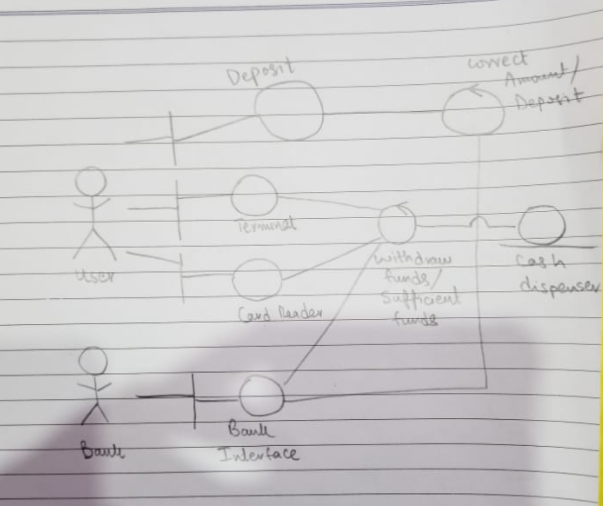 Deposit
correct
Amount/
Deposit
Terminal
User
Card Reader
withdraw
funds/
Sufficient
funds
Cash
dispenser
Bank
Bank
Interface